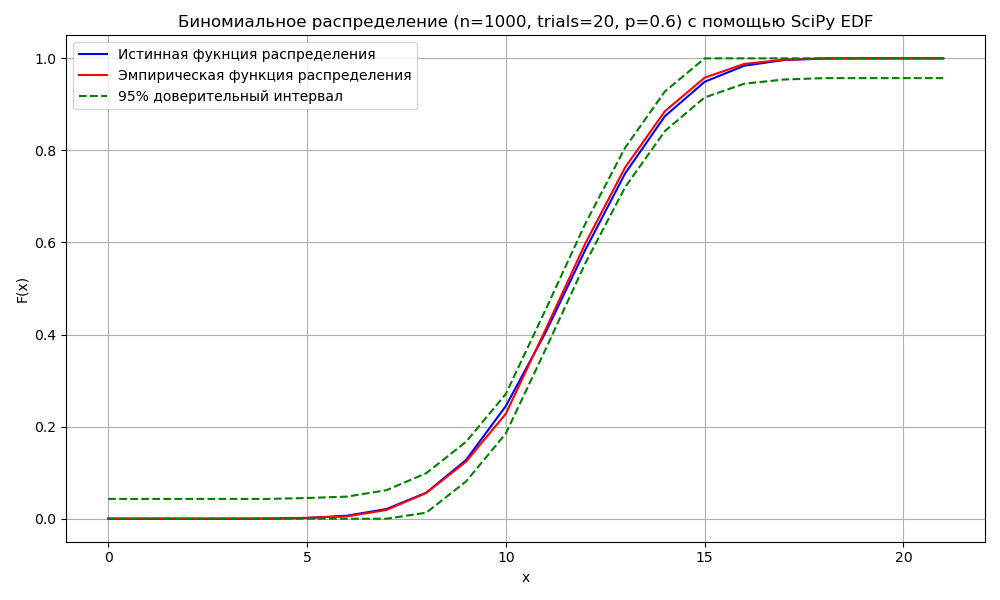 Биномиальное распределение (n=1000, trials=20, p=0.6) с помощью SciPy EDF
Истинная фукнция распределения
Эмпирическая функция распределения
95% доверительный интервал
1.0
0.8
0.6
0.4
0.2
0.0
F(x)
0 5 10 15 20
x